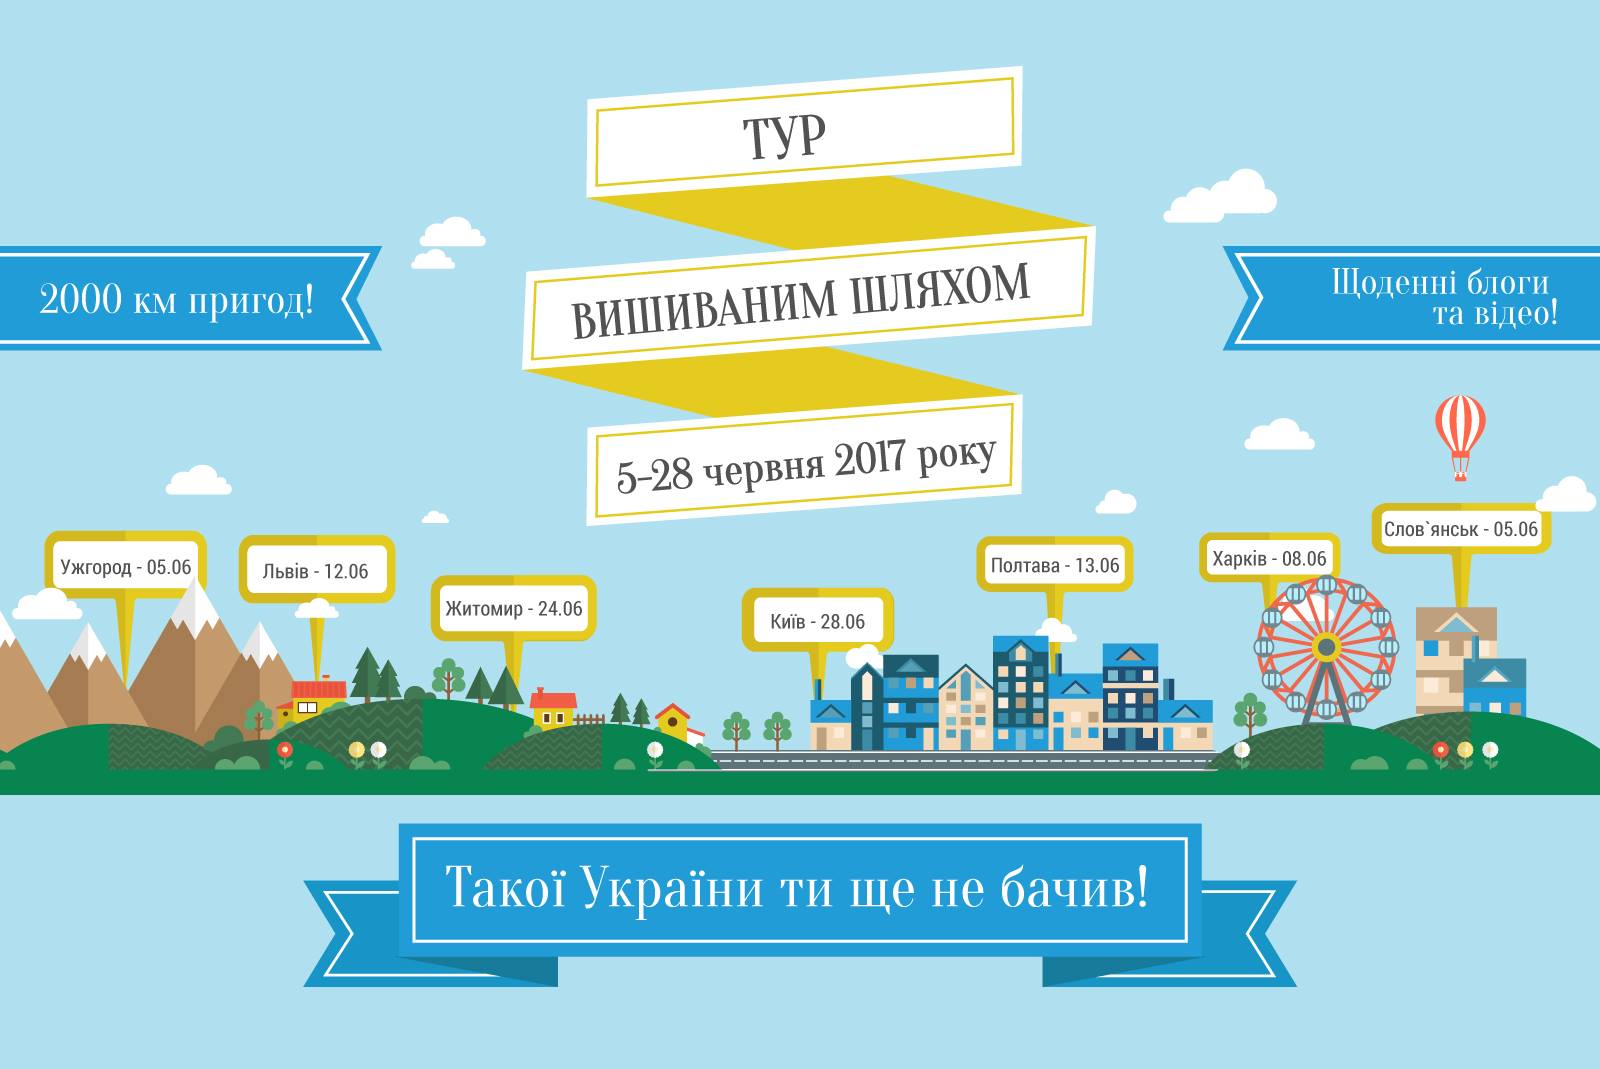 ТУР
ВИШИВАНИМ ШЛЯХОМ
5-28 червня 2017 року
2000 км пригод!
Щоденні блоги
та відео!
Ужгород - 05.06
Львів - 12.06
Житомир - 24.06
Київ - 28.06
Полтава - 13.06
Харків - 08.06
Слов`янськ - 05.06
Такої України ти ще не бачив!